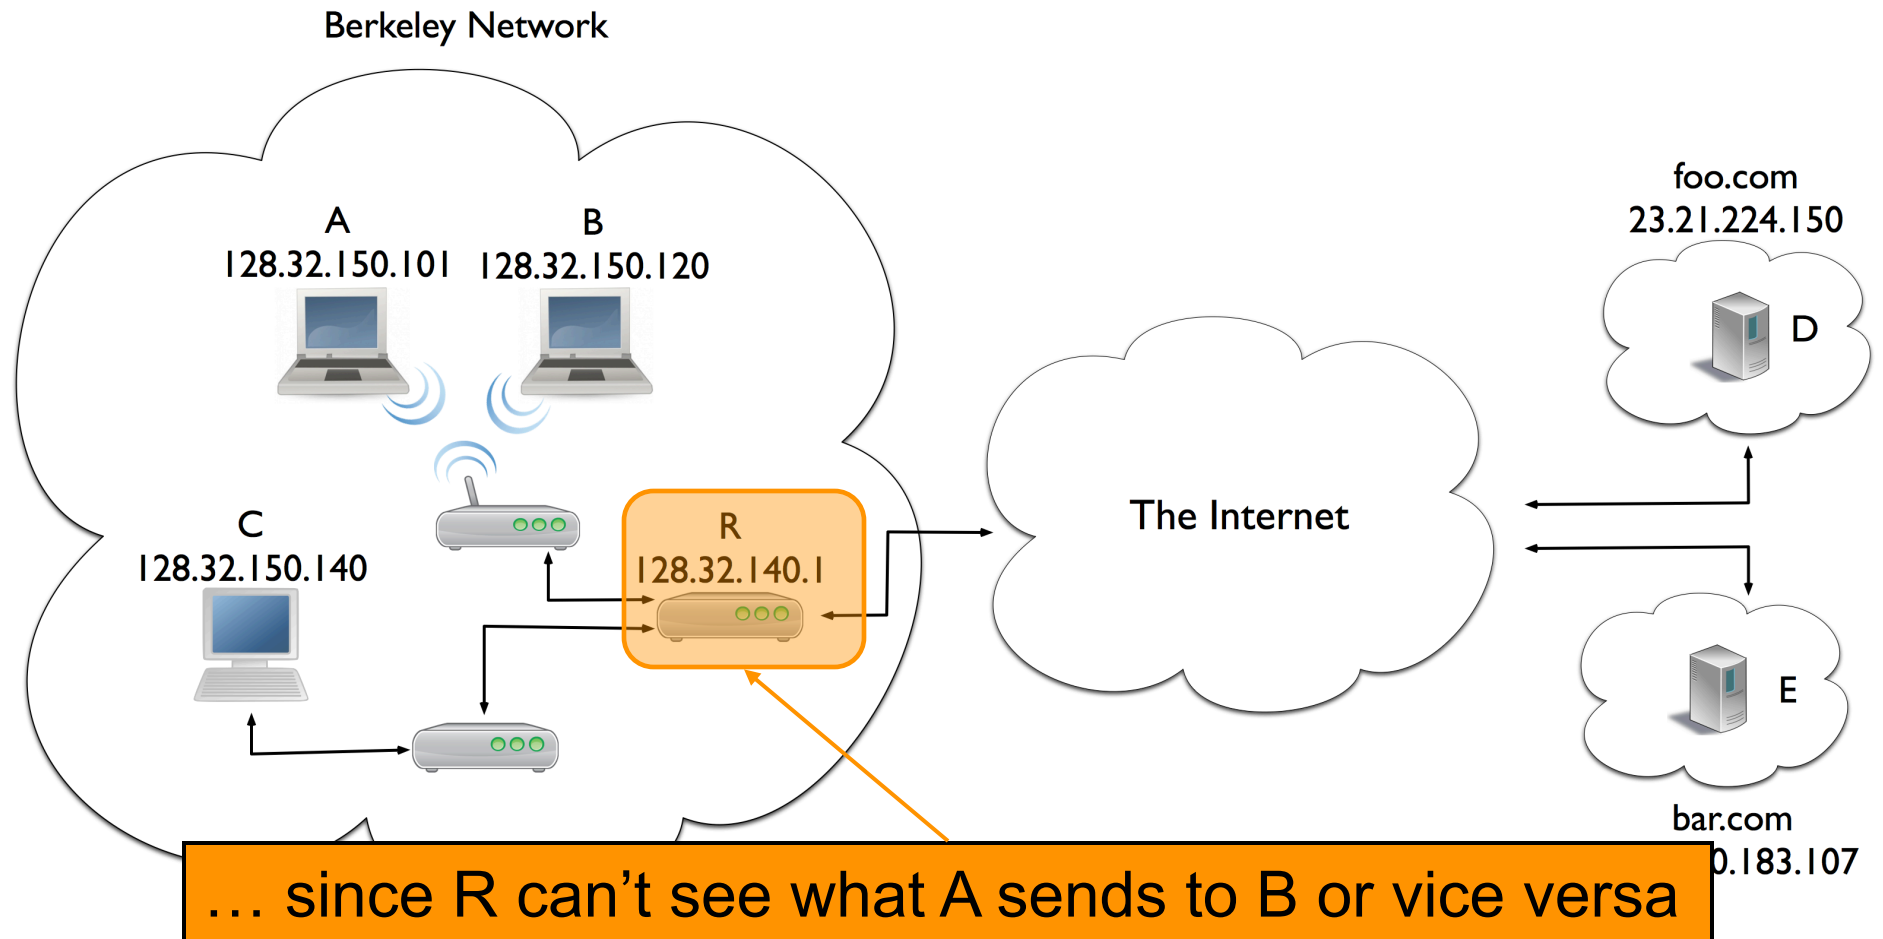 Berkeley Network
A
128.32.150.101
B
128.32.150.120
C
128.32.150.140
R
128.32.140.1
The Internet
foo.com
23.21.224.150
D
E
bar.com
0.183.107
… since R can’t see what A sends to B or vice versa